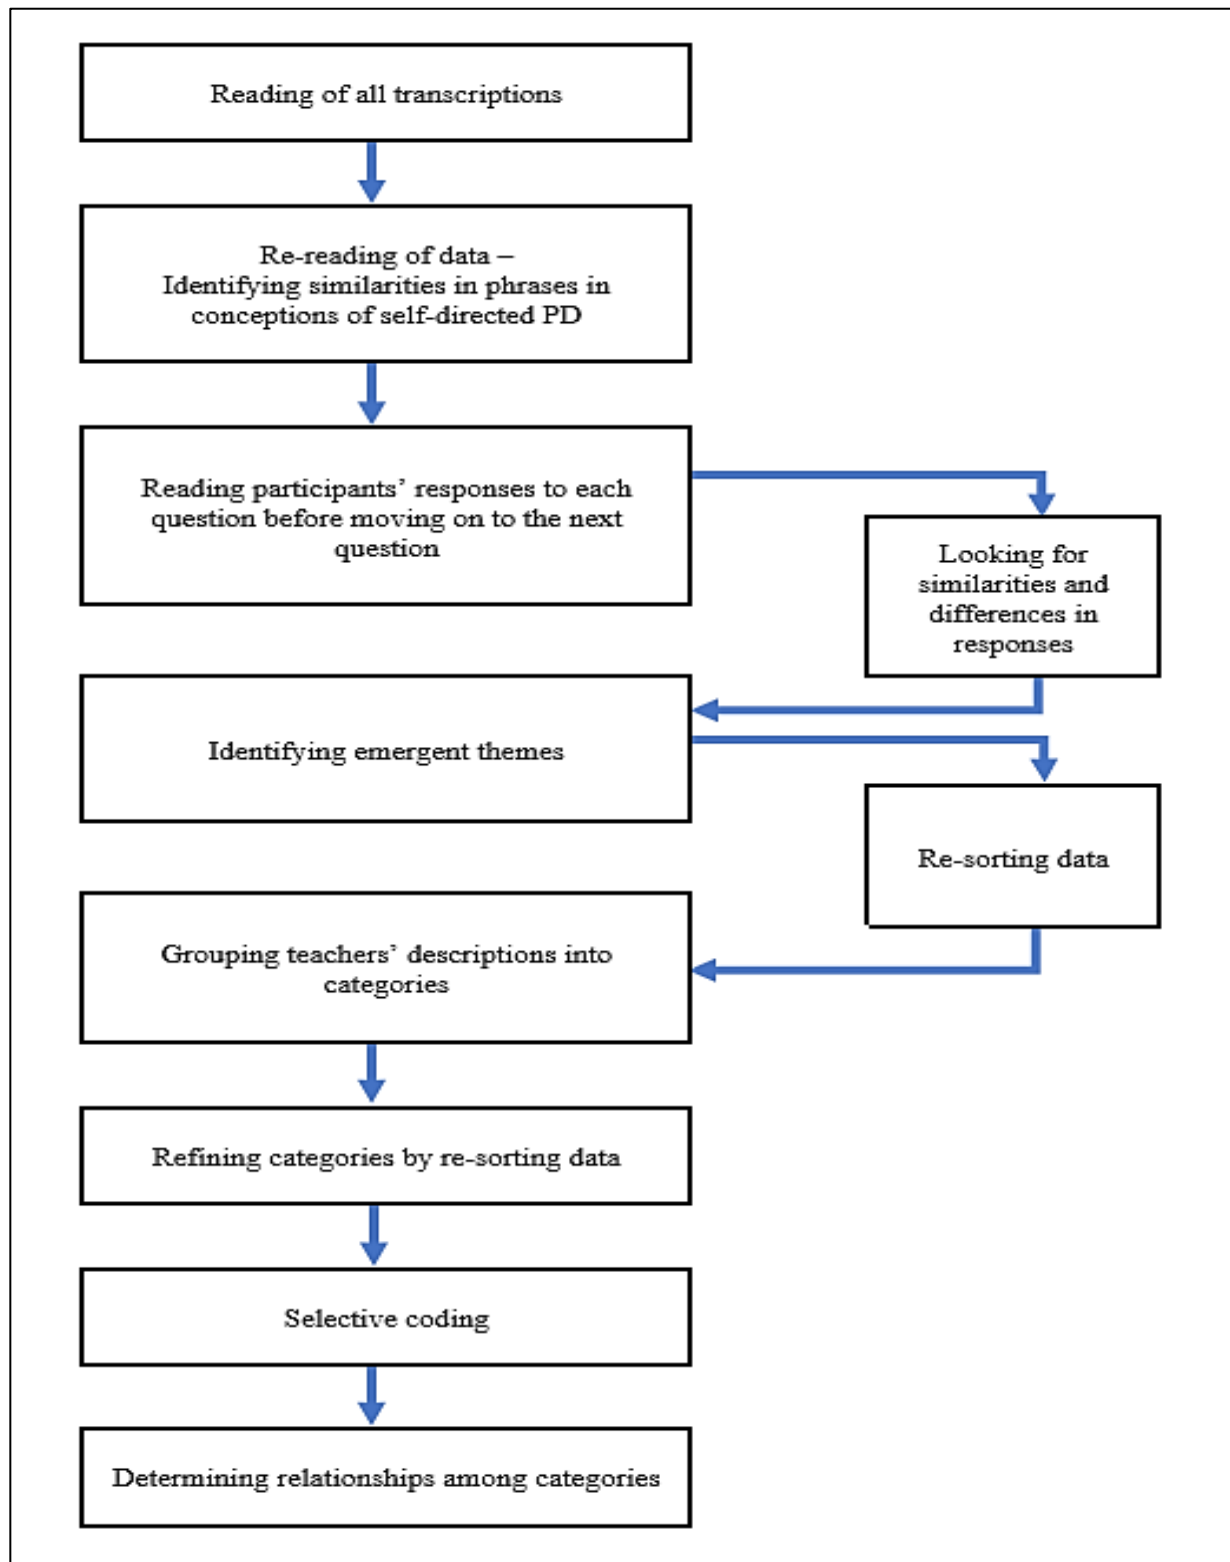 Reading of all transcriptions
Re-reading of data –
Identifying similarities in phrases in
conceptions of self-directed PD
Reading participants’ responses to each
question before moving on to the next
question
Looking for
similarities and
differences in
responses
Identifying emergent themes
Re-sorting data
Grouping teachers’ descriptions into
categories
Refining categories by re-sorting data
Selective coding
Determining relationships among categories